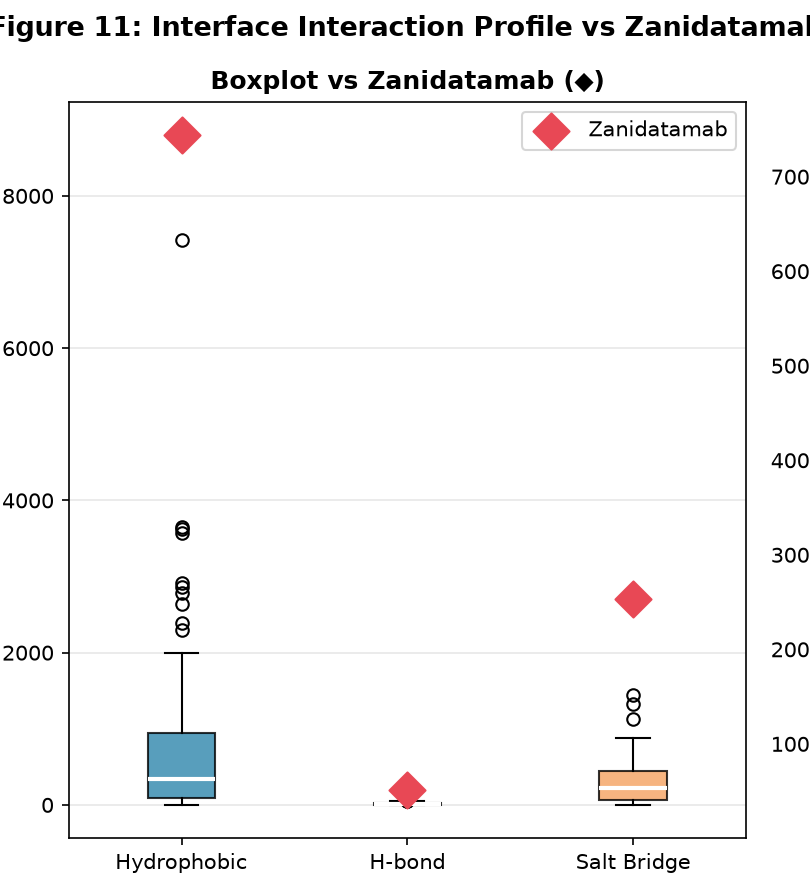 Figure 11: Interface Interaction Profile vs Zanidatamab
Boxplot vs Zanidatamab (◆)
Zanidatamab
8000
6000
4000
2000
0
700
600
500
400
300
200
100
Hydrophobic
H-bond
Salt Bridge